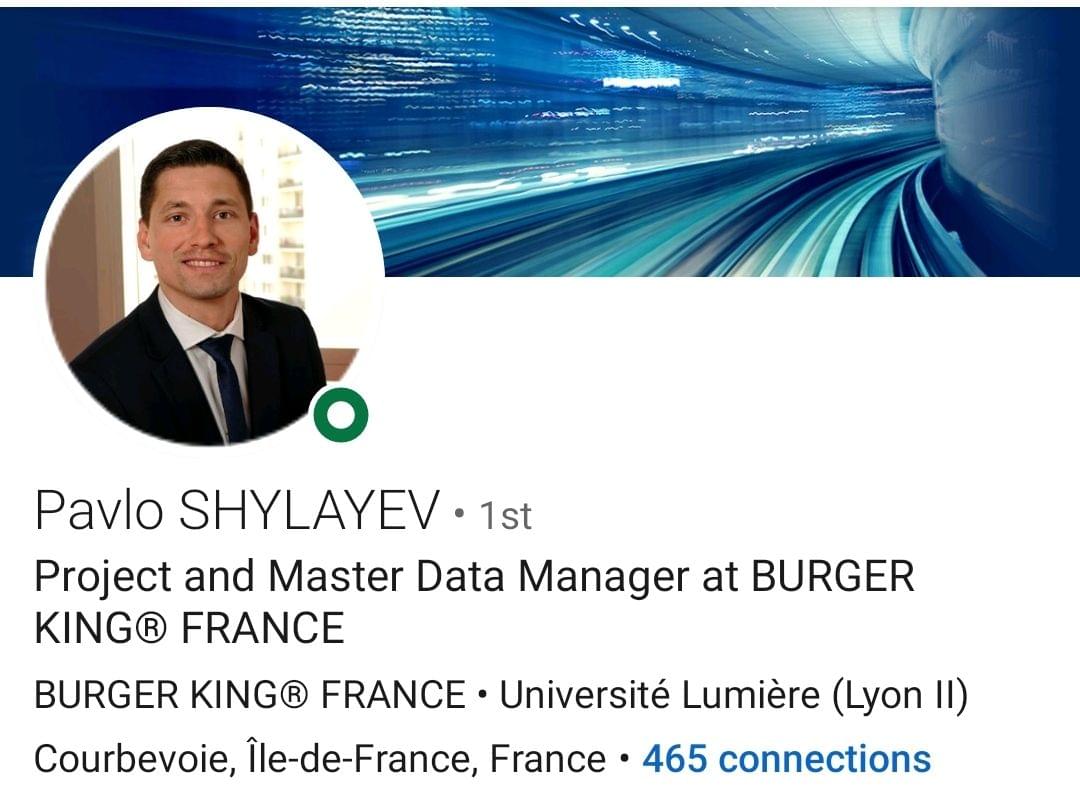 Pavlo SHYLAYEV • 1st
Project and Master Data Manager at BURGER
KING® FRANCE
BURGER KING® FRANCE • Université Lumière (Lyon II)
Courbevoie, Île-de-France, France • 465 connections